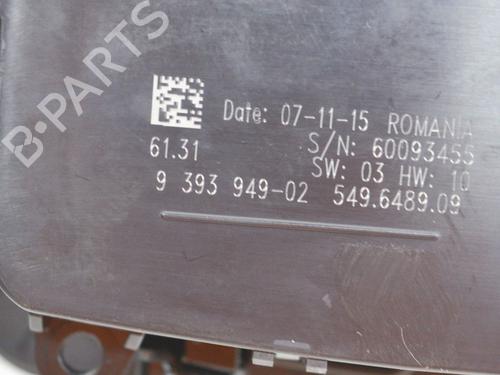 B-PARTS
Date: 07-11-15 ROMANIA
61.31 S/N: 60093455
SW: 03 HW: 10
9 393 949-02 549.6489.09